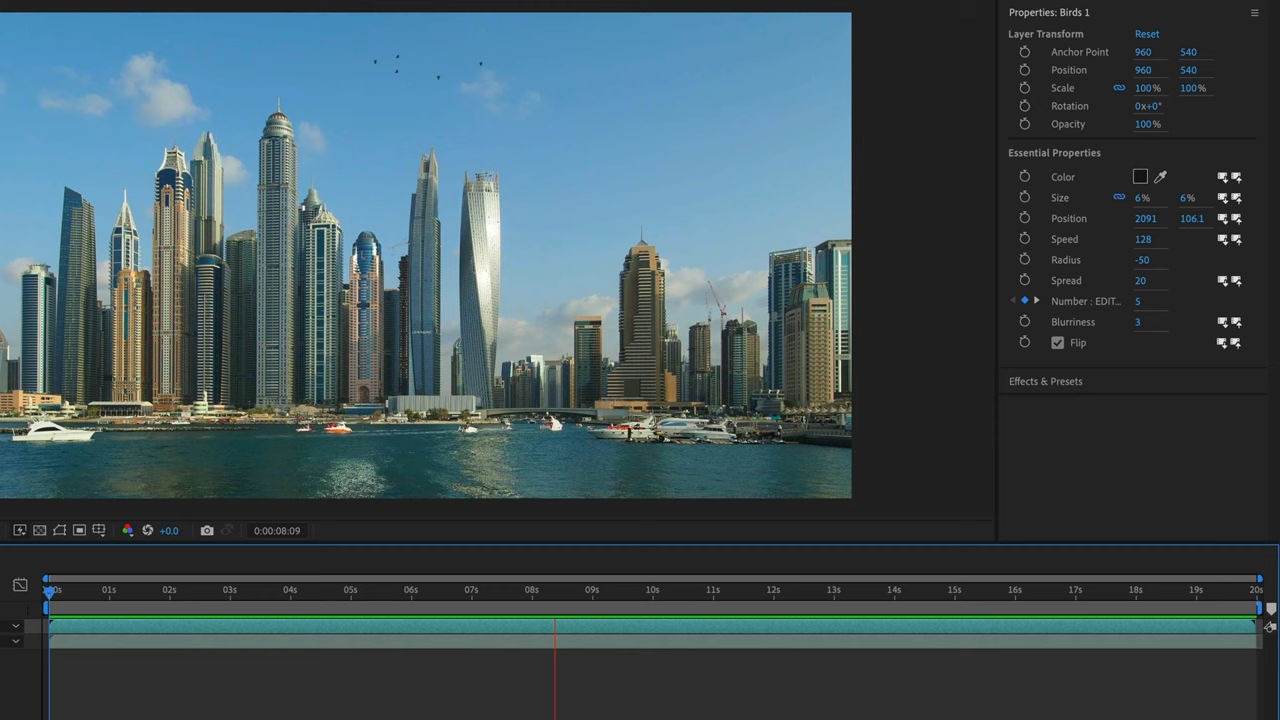 Properties: Birds 1
Layer Transform Reset
Anchor Point 960 540
Position 960 540
Scale 100% 100%
Rotation 0x+0°
Opacity 100%
Essential Properties
Color
Size 6% 6%
Position 2091 106.1
Speed 128
Radius -50
Spread 20
Number : EDIT... 5
Blurriness 3
Flip
Effects & Presets
+0.0 0:00:08:09
01s 02s 03s 04s 05s 06s 07s 08s 09s 10s 11s 12s 13s 14s 15s 16s 17s 18s 19s 20s